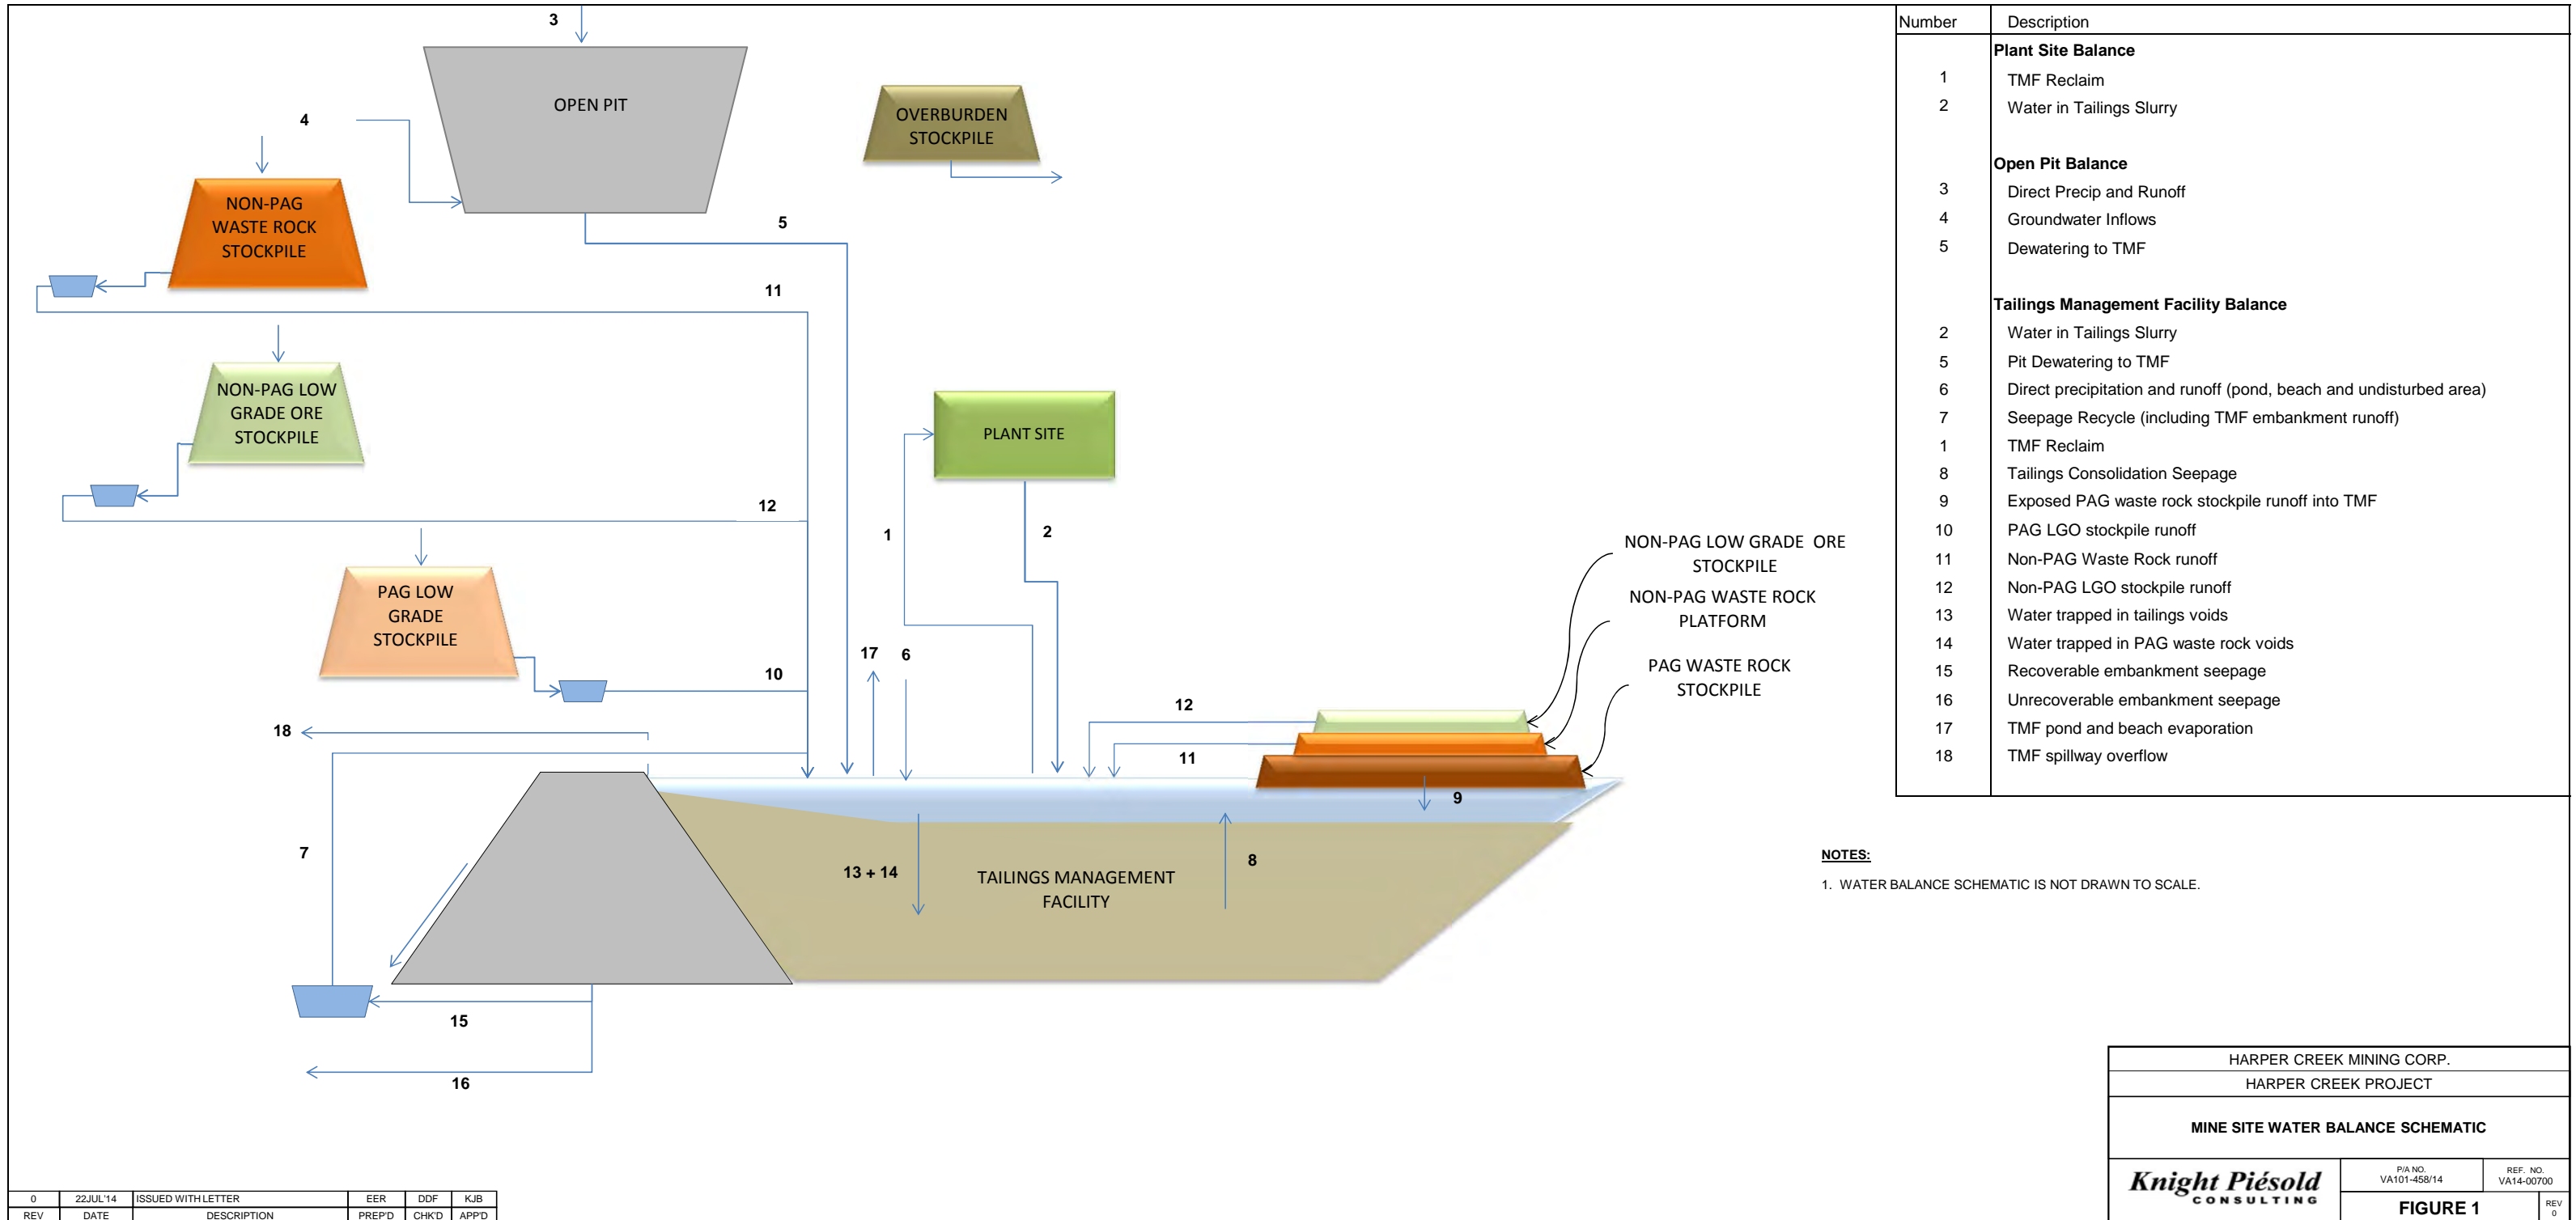 3
OPEN PIT
4
OVERBURDEN
STOCKPILE
NON-PAG
WASTE ROCK
STOCKPILE
5
11
NON-PAG LOW
GRADE ORE
STOCKPILE
PLANT SITE
12
1
2
PAG LOW
GRADE
STOCKPILE
NON-PAG LOW GRADE ORE
STOCKPILE
NON-PAG WASTE ROCK
PLATFORM
PAG WASTE ROCK
STOCKPILE
17
6
10
12
18
11
9
7
13 + 14
8
TAILINGS MANAGEMENT
FACILITY
15
16
Number Description
Plant Site Balance
1 TMF Reclaim
2 Water in Tailings Slurry
Open Pit Balance
3 Direct Precip and Runoff
4 Groundwater Inflows
5 Dewatering to TMF
Tailings Management Facility Balance
2 Water in Tailings Slurry
5 Pit Dewatering to TMF
6 Direct precipitation and runoff (pond, beach and undisturbed area)
7 Seepage Recycle (including TMF embankment runoff)
1 TMF Reclaim
8 Tailings Consolidation Seepage
9 Exposed PAG waste rock stockpile runoff into TMF
10 PAG LGO stockpile runoff
11 Non-PAG Waste Rock runoff
12 Non-PAG LGO stockpile runoff
13 Water trapped in tailings voids
14 Water trapped in PAG waste rock voids
15 Recoverable embankment seepage
16 Unrecoverable embankment seepage
17 TMF pond and beach evaporation
18 TMF spillway overflow
NOTES:
1. WATER BALANCE SCHEMATIC IS NOT DRAWN TO SCALE.
HARPER CREEK MINING CORP.
HARPER CREEK PROJECT
MINE SITE WATER BALANCE SCHEMATIC
Knight Piésold
CONSULTING
P/A NO.
VA101-458/14
REF. NO.
VA14-00700
FIGURE 1
REV
0
0 22JUL'14 ISSUED WITH LETTER EER DDF KJB
REV DATE DESCRIPTION PREP'D CHK'D APP'D